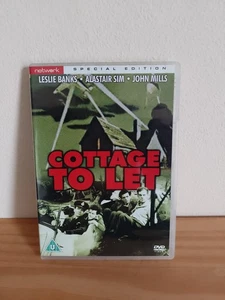 network
SPECIAL EDITION
LESLIE BANKS • ALASTAIR SIM • JOHN MILLS
COTTAGE
TO LET
U
DVD